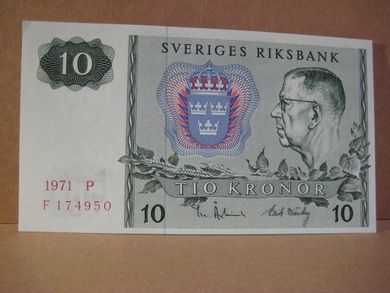 SVERIGES RIKSBANK
10
1971 P
F 174950
TIO KRONOR
10
10